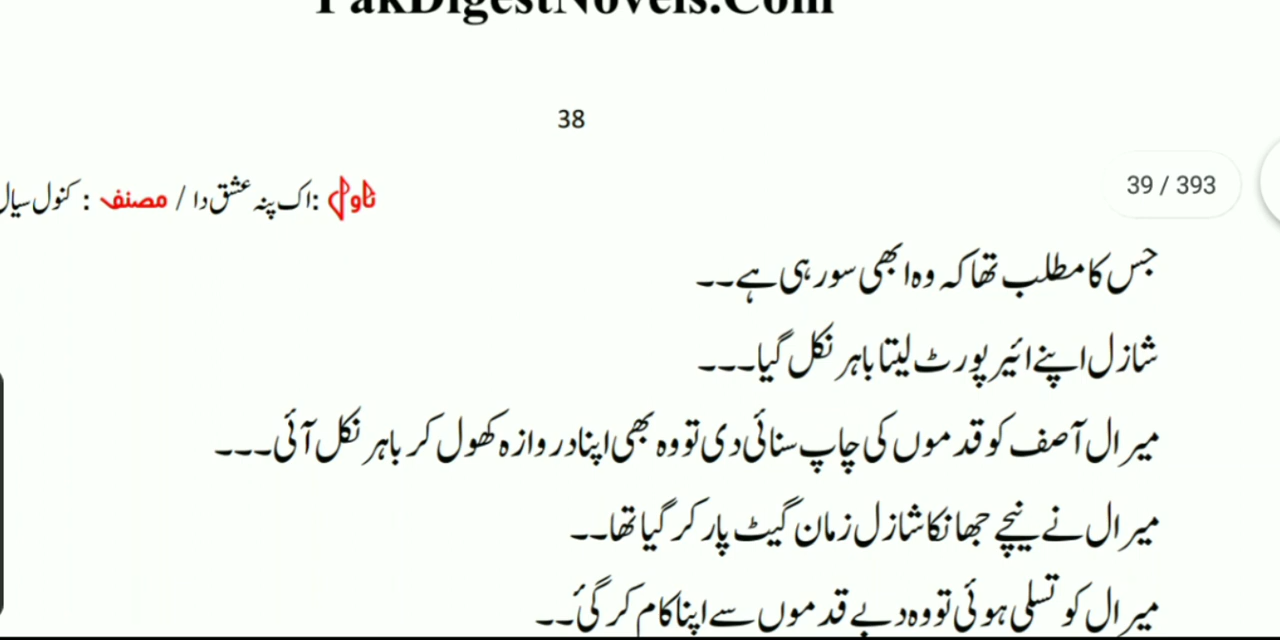 PakDigestNovels.Com
38
ناول :اک پنہ عشق دا / مصنف : کنول سیال
39 / 393
جس کا مطلب تھا کہ وہ ابھی سو رہی ہے۔۔
شازل اپنے ائیر پورٹ لیتا باہر نکل گیا۔۔۔
میرال آصف کو قدموں کی چاپ سنائی دی تو وہ بھی اپنا دروازہ کھول کر باہر نکل آئی۔۔۔
میرال نے نیچے جھانکا شازل زمان گیٹ پار کر گیا تھا۔۔
میرال کو تسلی ہوئی تو وہ دبے قدموں سے اپنا کام کر گئ۔۔